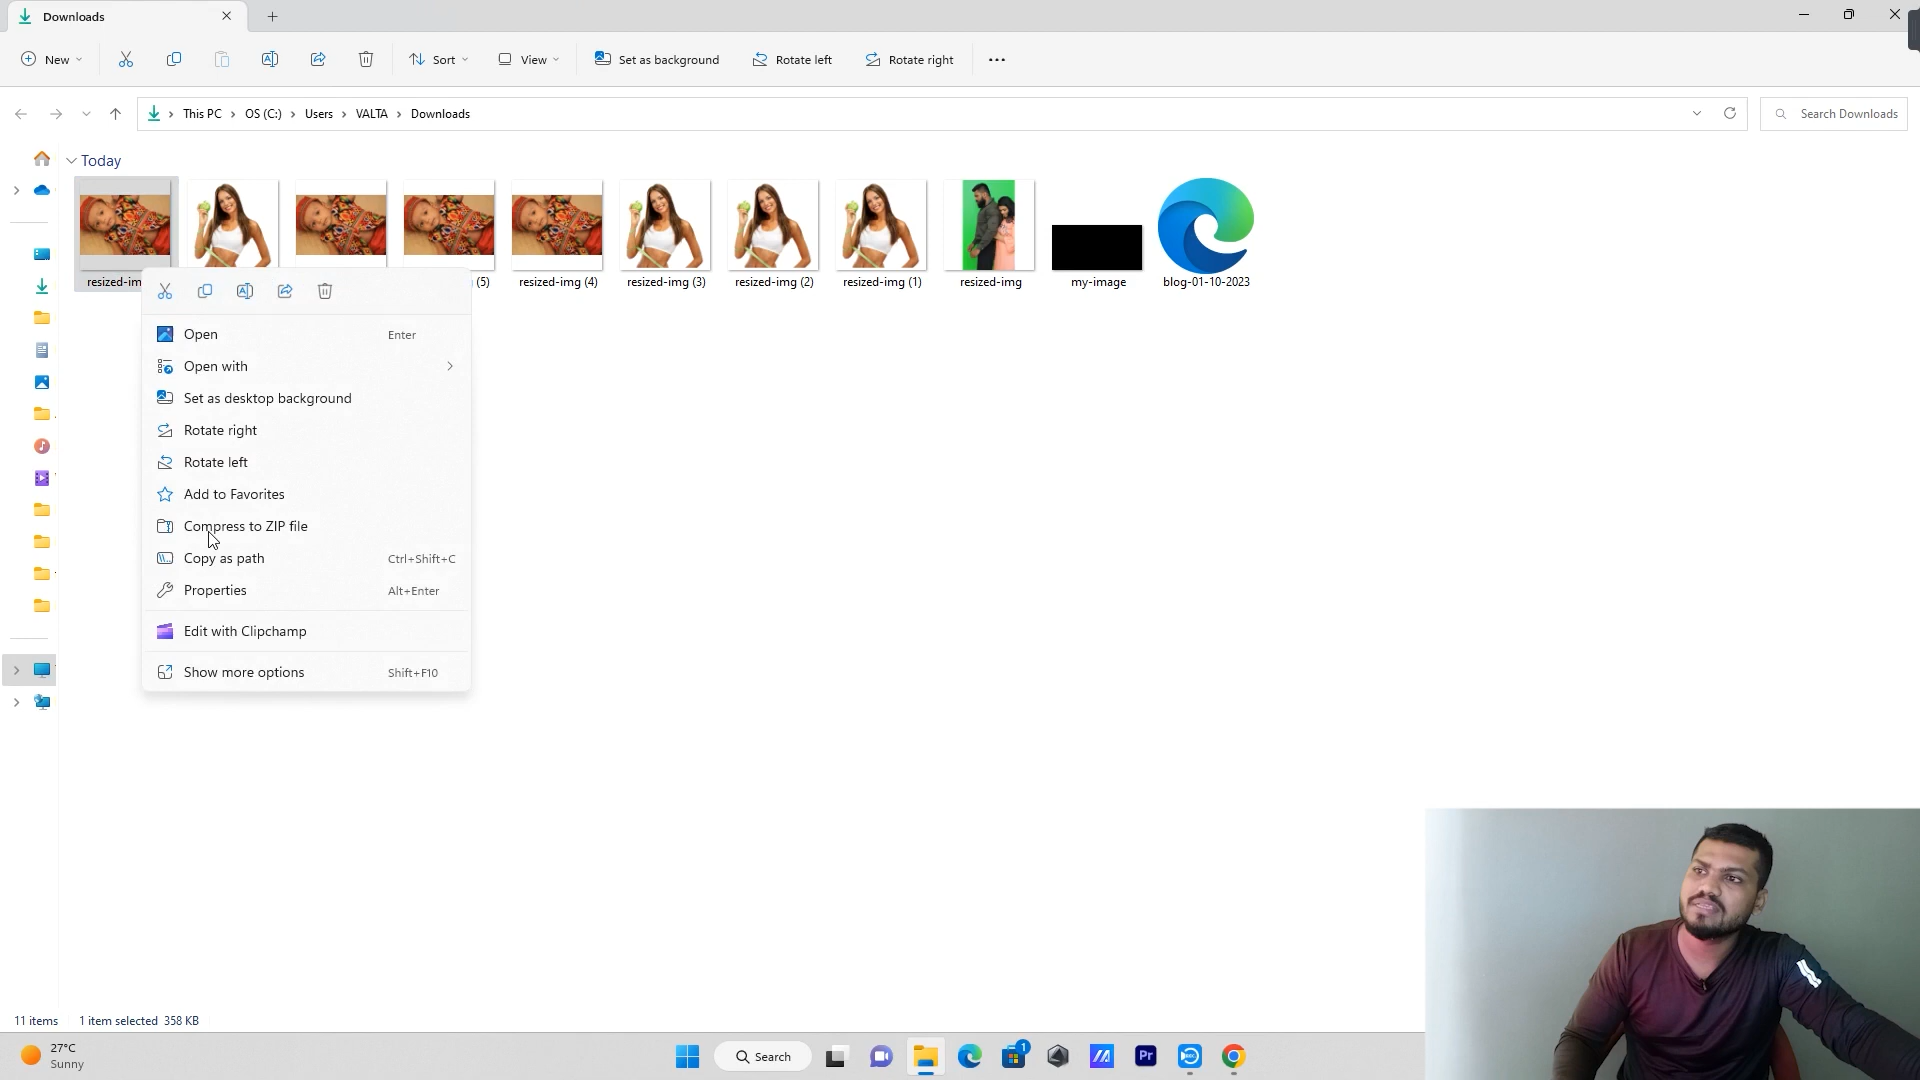 Downloads
New
Sort
View
Set as background
Rotate left
Rotate right
This PC
OS (C:)
Users
VALTA
Downloads
Search Downloads
Today
resized-im
(5)
resized-img (4)
resized-img (3)
resized-img (2)
resized-img (1)
resized-img
my-image
blog-01-10-2023
Open Enter
Open with
Set as desktop background
Rotate right
Rotate left
Add to Favorites
Compress to ZIP file
Copy as path Ctrl+Shift+C
Properties Alt+Enter
Edit with Clipchamp
Show more options Shift+F10
11 items 1 item selected 358 KB
27°C
Sunny
Search
1
Pr